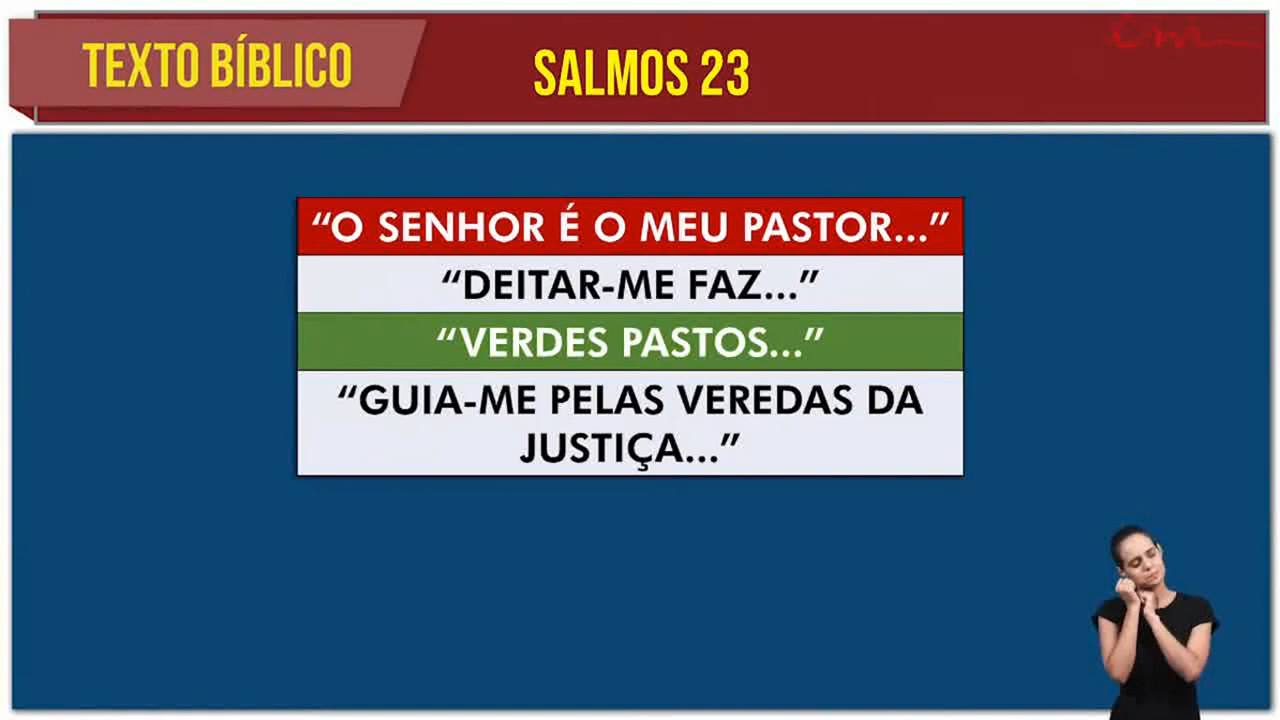 TEXTO BÍBLICO
SALMOS 23
“O SENHOR É O MEU PASTOR...”
“DEITAR-ME FAZ...”
“VERDES PASTOS...”
“GUIA-ME PELAS VEREDAS DA
JUSTIÇA...”